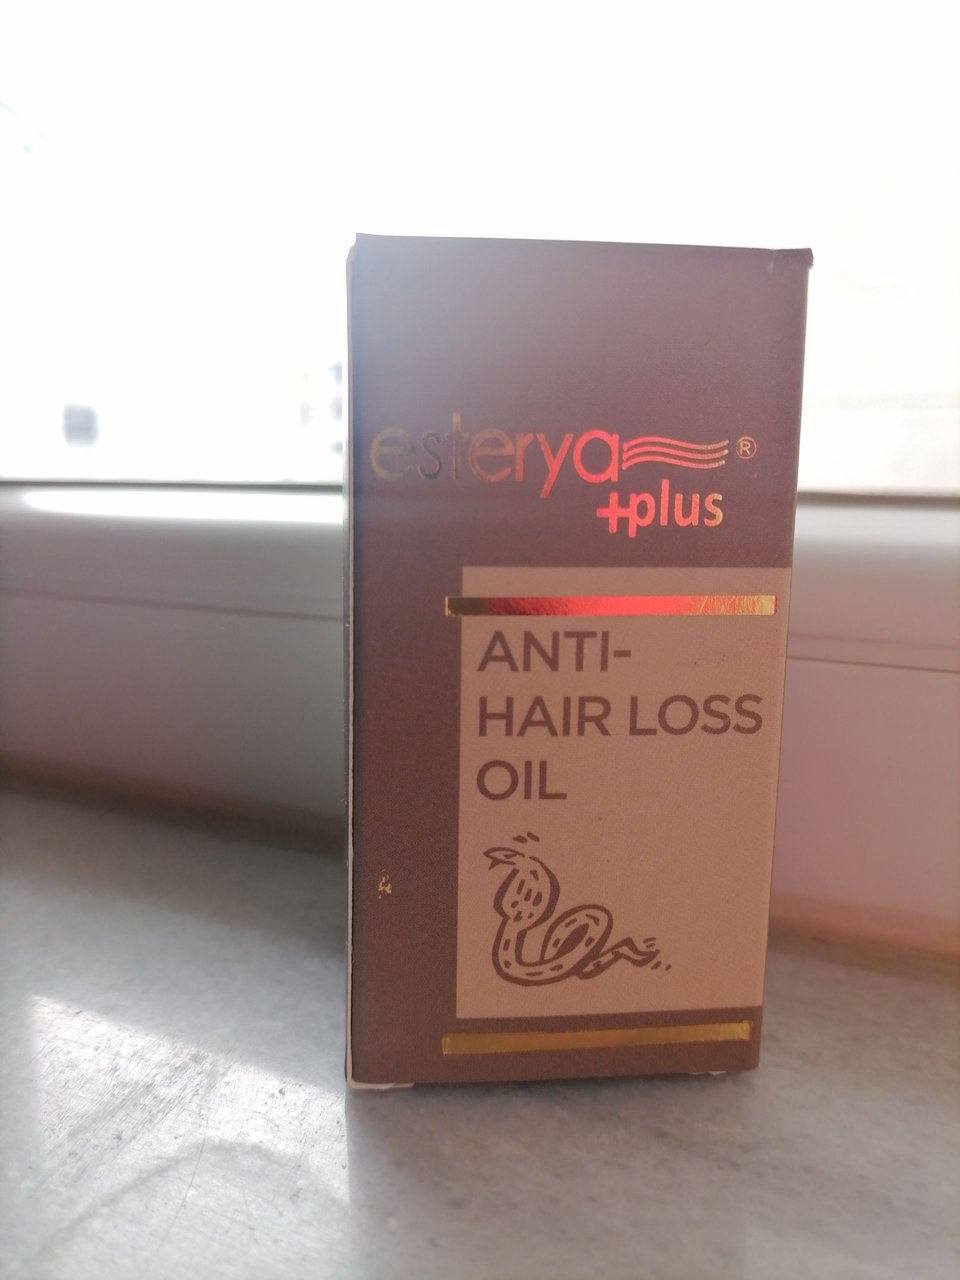 esterya®
+plus
ANTI-
HAIR LOSS
OIL